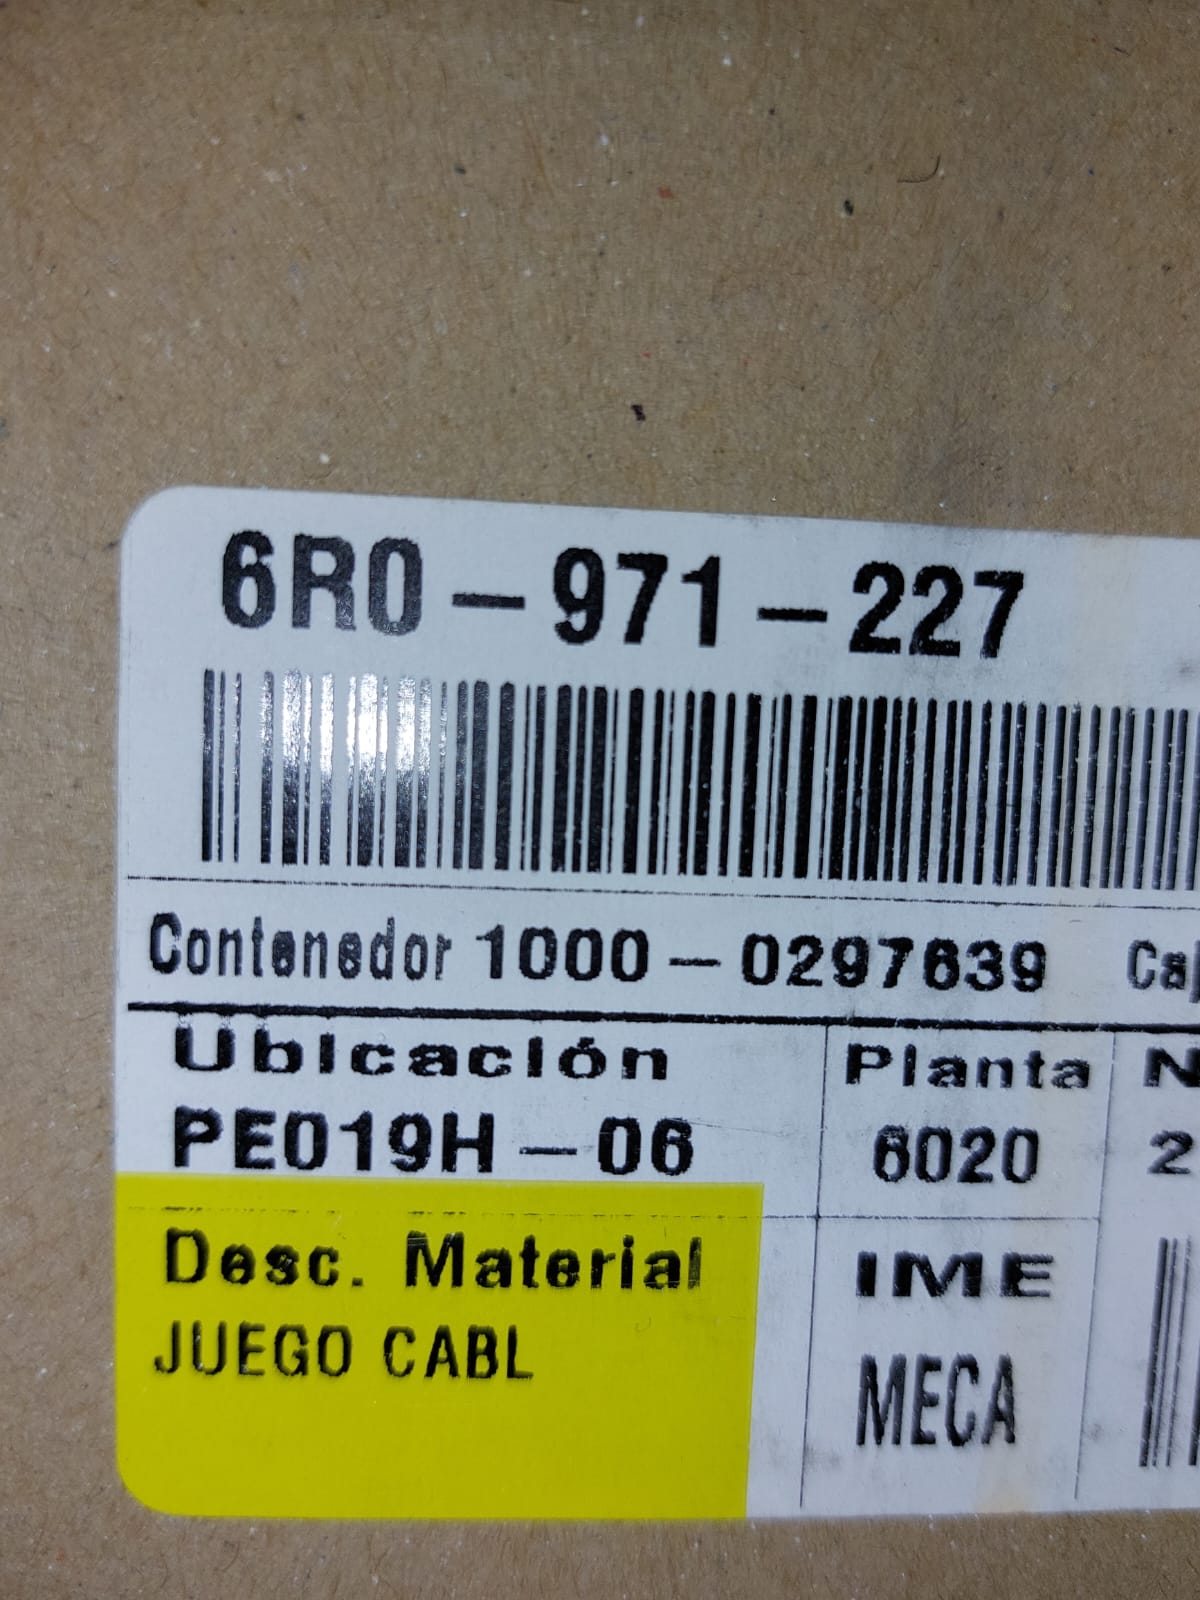 6R0-971-227
Contenedor 1000-0297639
Ubicación
Planta
N
PE019H-06
6020
2
Desc. Material
IME
JUEGO CABL
MECA